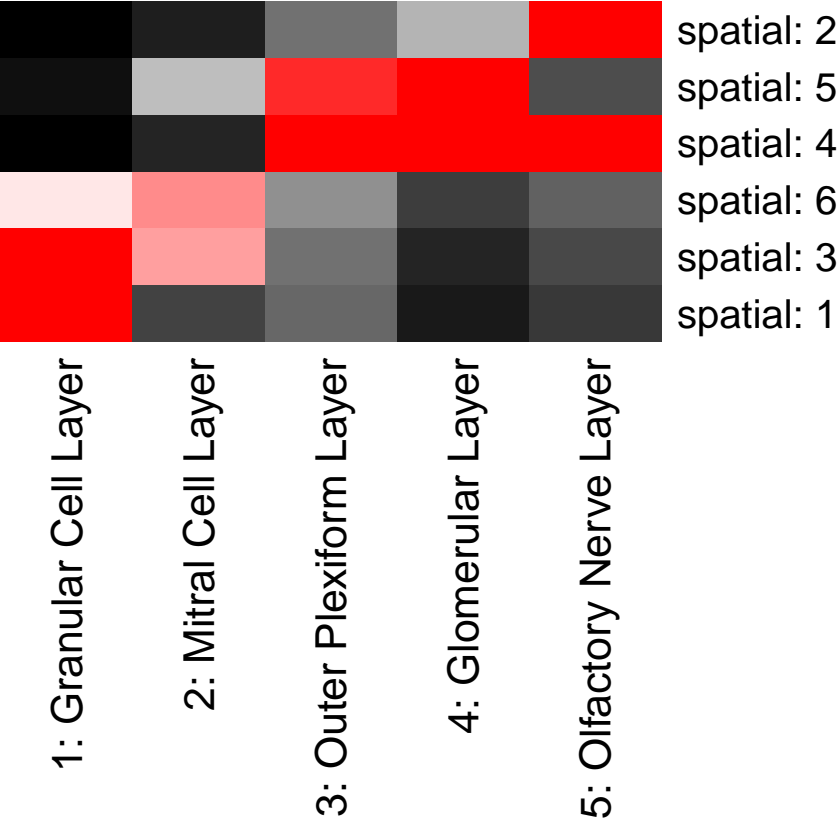 spatial: 2
spatial: 5
spatial: 4
spatial: 6
spatial: 3
spatial: 1
1: Granular Cell Layer
2: Mitral Cell Layer
3: Outer Plexiform Layer
4: Glomerular Layer
5: Olfactory Nerve Layer